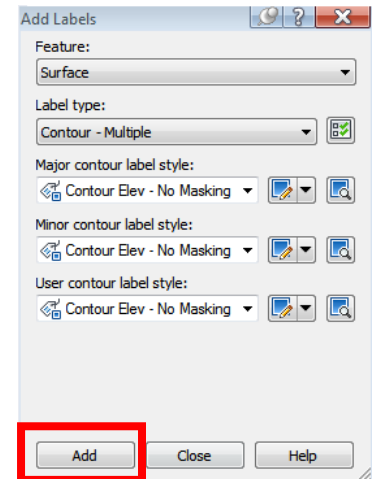 Add Labels
Feature:
Surface
Label type:
Contour - Multiple
Major contour label style:
Contour Elev - No Masking
Minor contour label style:
Contour Elev - No Masking
User contour label style:
Contour Elev - No Masking
Add Close Help